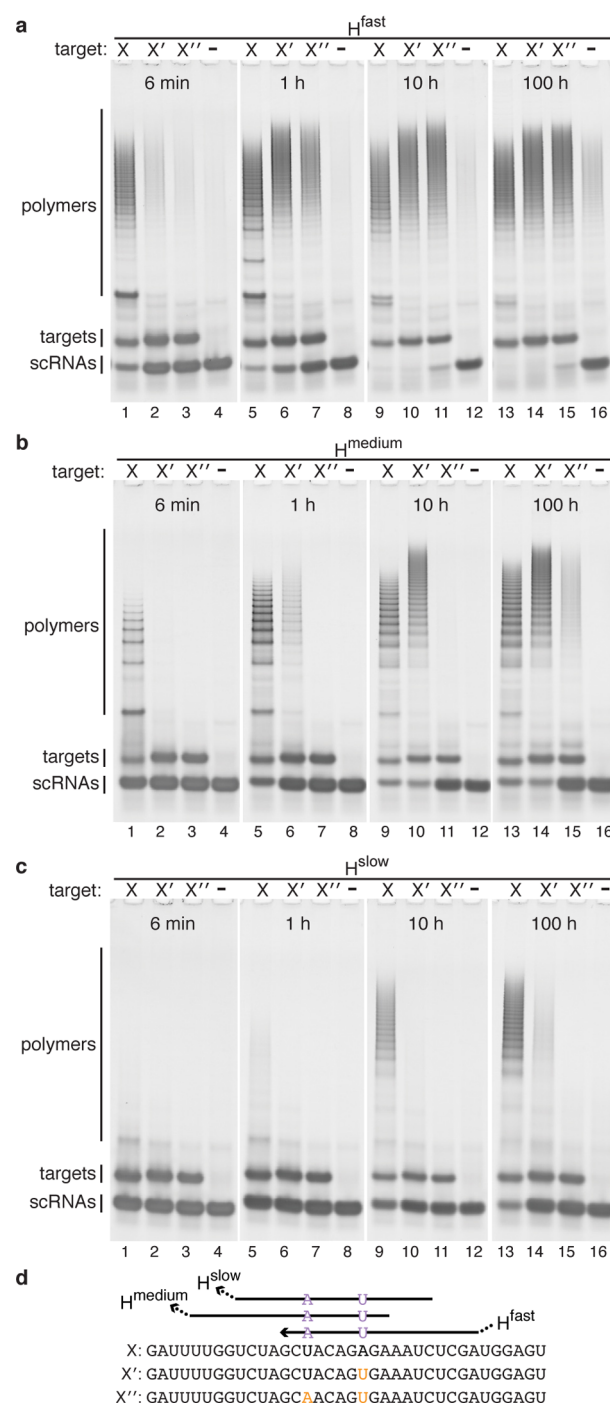 a
H^fast
target: X X′ X′′ - X X′ X′′ - X X′ X′′ - X X′ X′′ -
6 min 1 h 10 h 100 h
polymers
targets
scRNAs
1 2 3 4 5 6 7 8 9 10 11 12 13 14 15 16
b
H^medium
target: X X′ X′′ - X X′ X′′ - X X′ X′′ - X X′ X′′ -
6 min 1 h 10 h 100 h
polymers
targets
scRNAs
1 2 3 4 5 6 7 8 9 10 11 12 13 14 15 16
c
H^slow
target: X X′ X′′ - X X′ X′′ - X X′ X′′ - X X′ X′′ -
6 min 1 h 10 h 100 h
polymers
targets
scRNAs
1 2 3 4 5 6 7 8 9 10 11 12 13 14 15 16
d
H^slow
A U
H^medium
A U
H^fast
A U
X: GAUUUUGGUCUAGCUACAGAGAAAUCUCGAUGGAGU
X′: GAUUUUGGUCUAGCUACAGUGAAAUCUCGAUGGAGU
X′′: GAUUUUGGUCUAGCAACAGUGAAAUCUCGAUGGAGU